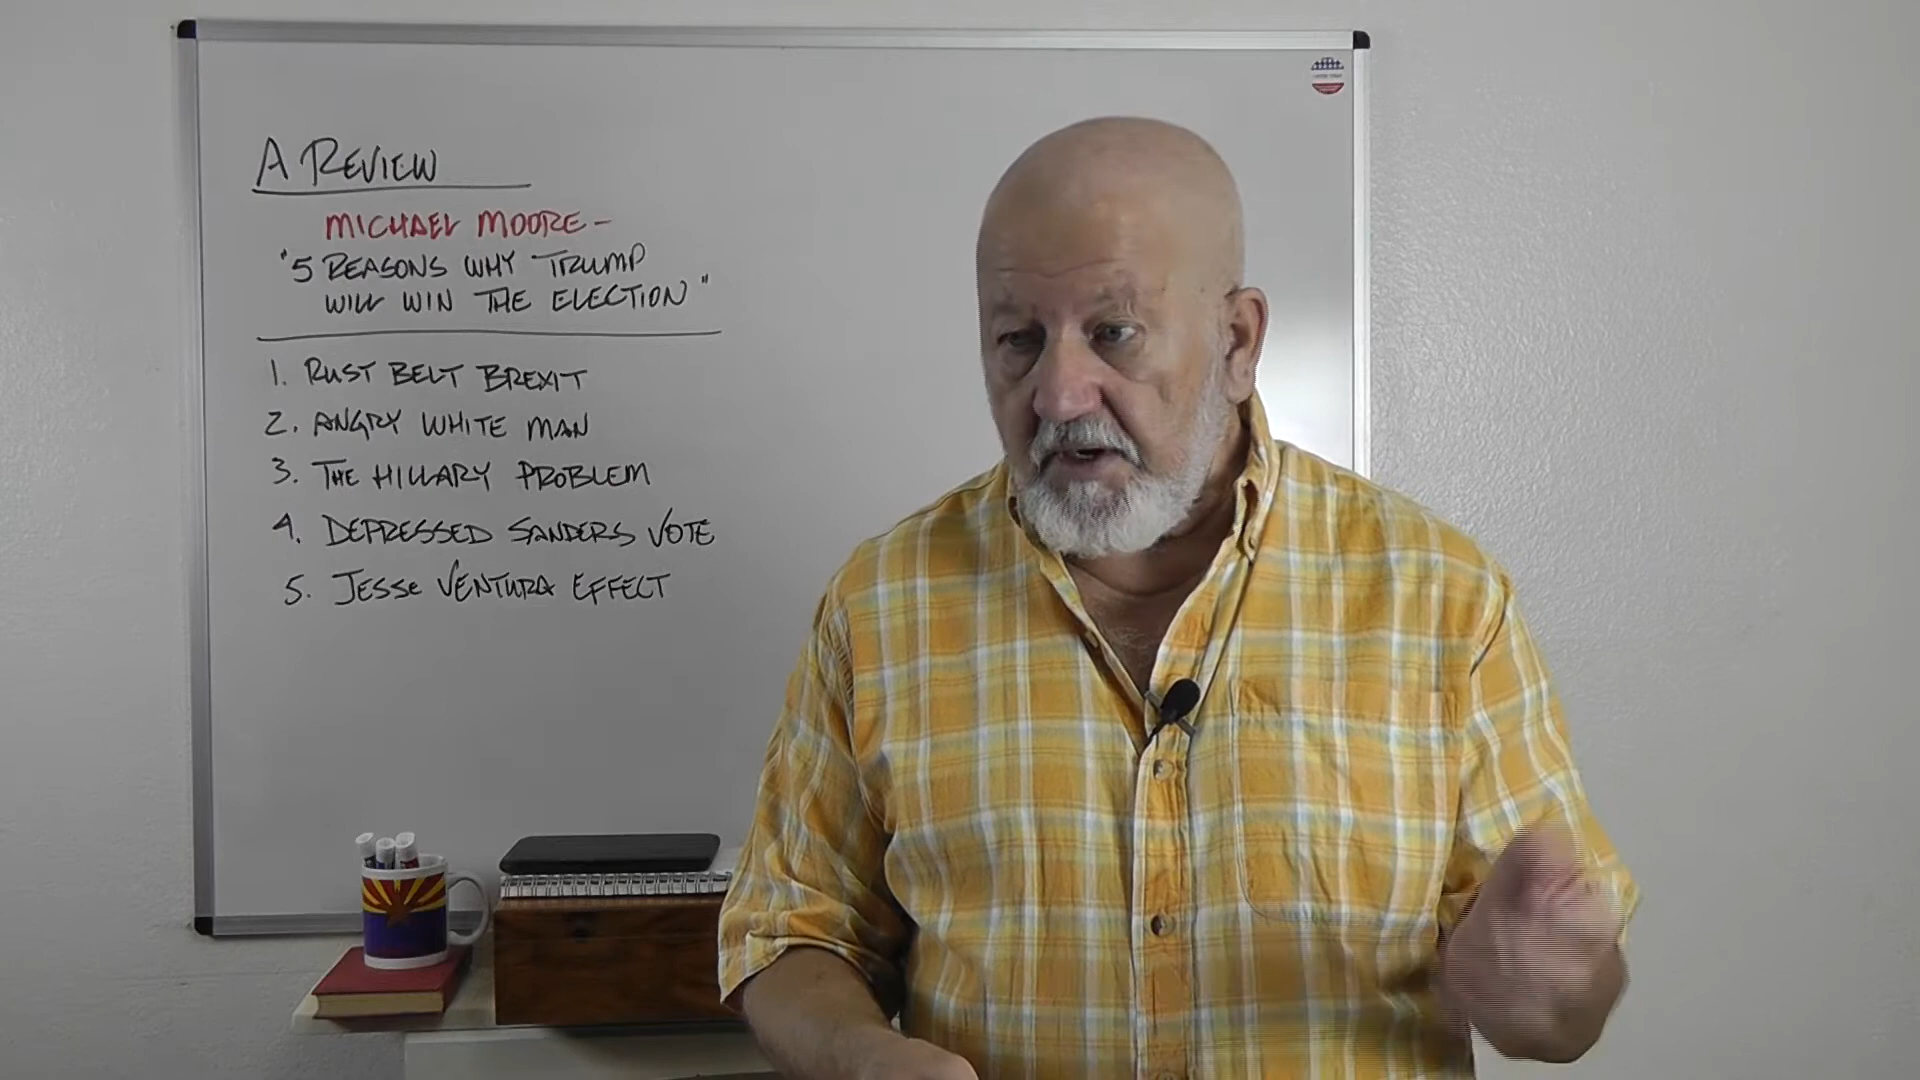 A REVIEW
MICHAEL MOORE-
"5 REASONS WHY TRUMP
WILL WIN THE ELECTION"
1. RUST BELT BREXIT
2. ANGRY WHITE MAN
3. THE HILLARY PROBLEM
4. DEPRESSED SANDERS VOTE
5. JESSE VENTURA EFFECT